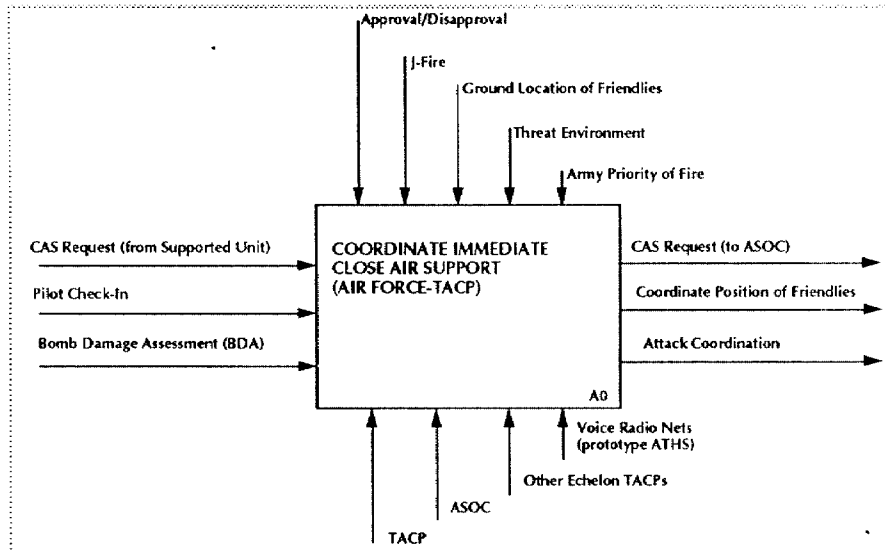 Approval/Disapproval
J-Fire
Ground Location of Friendlies
Threat Environment
Army Priority of Fire
CAS Request (from Supported Unit)
Pilot Check-In
Bomb Damage Assessment (BDA)
COORDINATE IMMEDIATE
CLOSE AIR SUPPORT
(AIR FORCE-TACP)
A0
CAS Request (to ASOC)
Coordinate Position of Friendlies
Attack Coordination
Voice Radio Nets
(prototype ATHS)
Other Echelon TACPs
ASOC
TACP